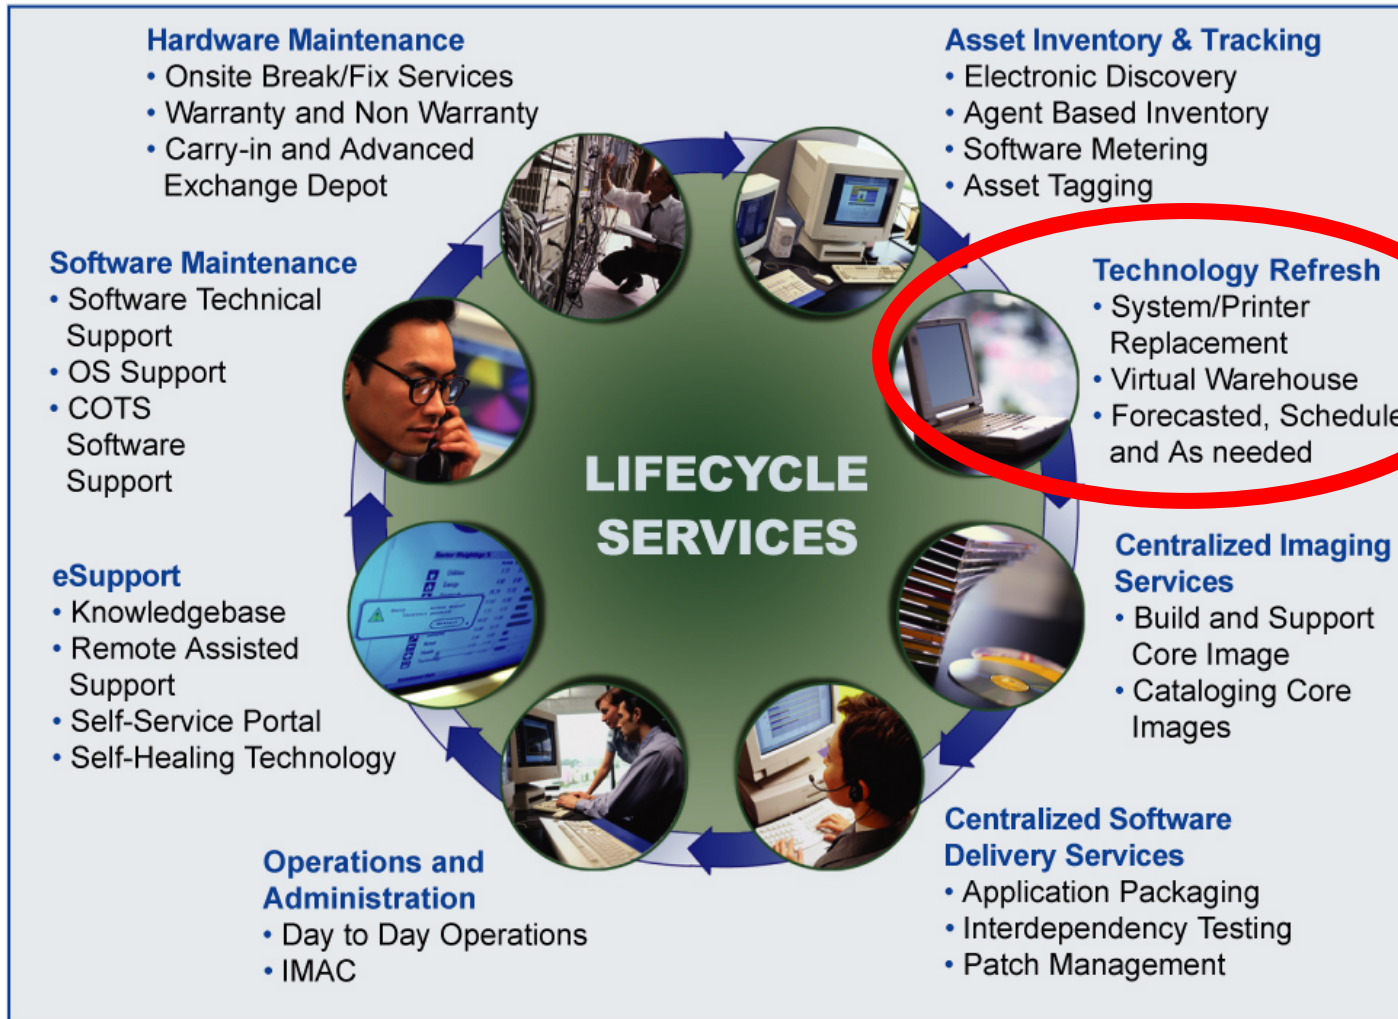 Hardware Maintenance
• Onsite Break/Fix Services
• Warranty and Non Warranty
• Carry-in and Advanced
Exchange Depot
Asset Inventory & Tracking
• Electronic Discovery
• Agent Based Inventory
• Software Metering
• Asset Tagging
Technology Refresh
• System/Printer
Replacement
• Virtual Warehouse
• Forecasted, Schedule
and As needed
Centralized Imaging
Services
• Build and Support
Core Image
• Cataloging Core
Images
Centralized Software
Delivery Services
• Application Packaging
• Interdependency Testing
• Patch Management
Operations and
Administration
• Day to Day Operations
• IMAC
eSupport
• Knowledgebase
• Remote Assisted
Support
• Self-Service Portal
• Self-Healing Technology
Software Maintenance
• Software Technical
Support
• OS Support
• COTS
Software
Support
LIFECYCLE
SERVICES